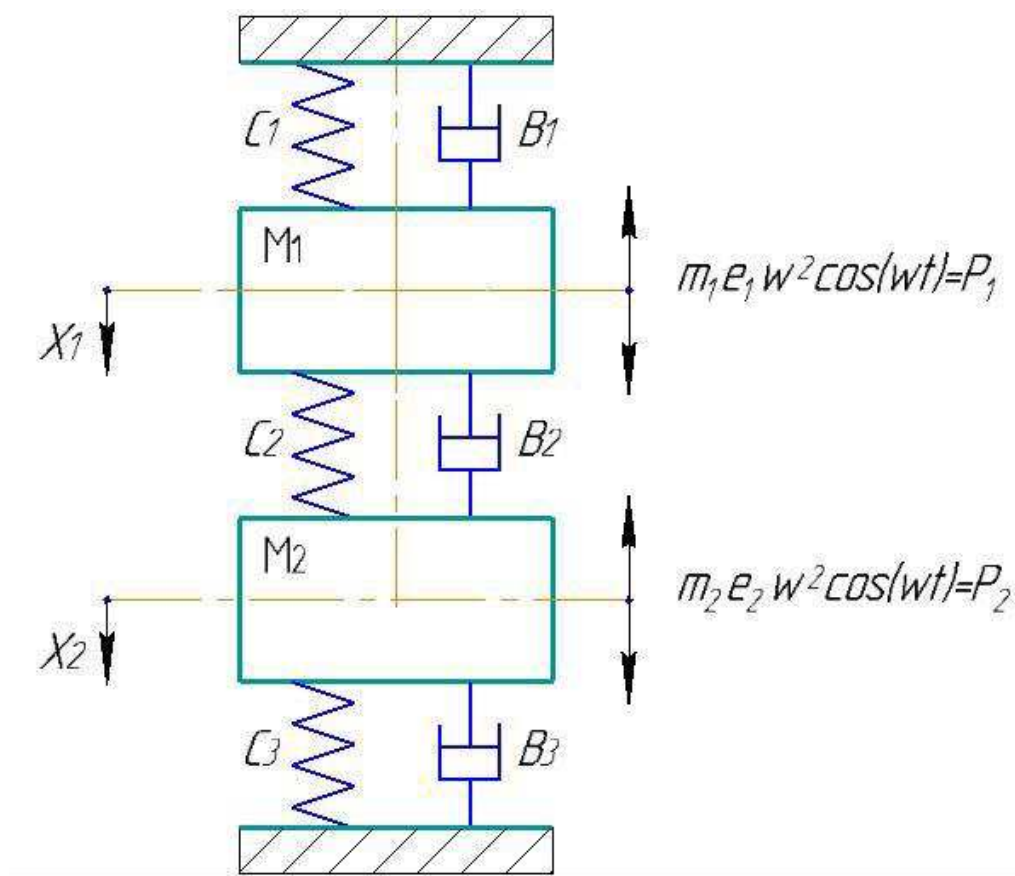 C1 B1
M1
m₁e₁w²cos(wt)=P₁
X1
C2 B2
M2
m₂e₂w²cos(wt)=P₂
X2
C3 B3